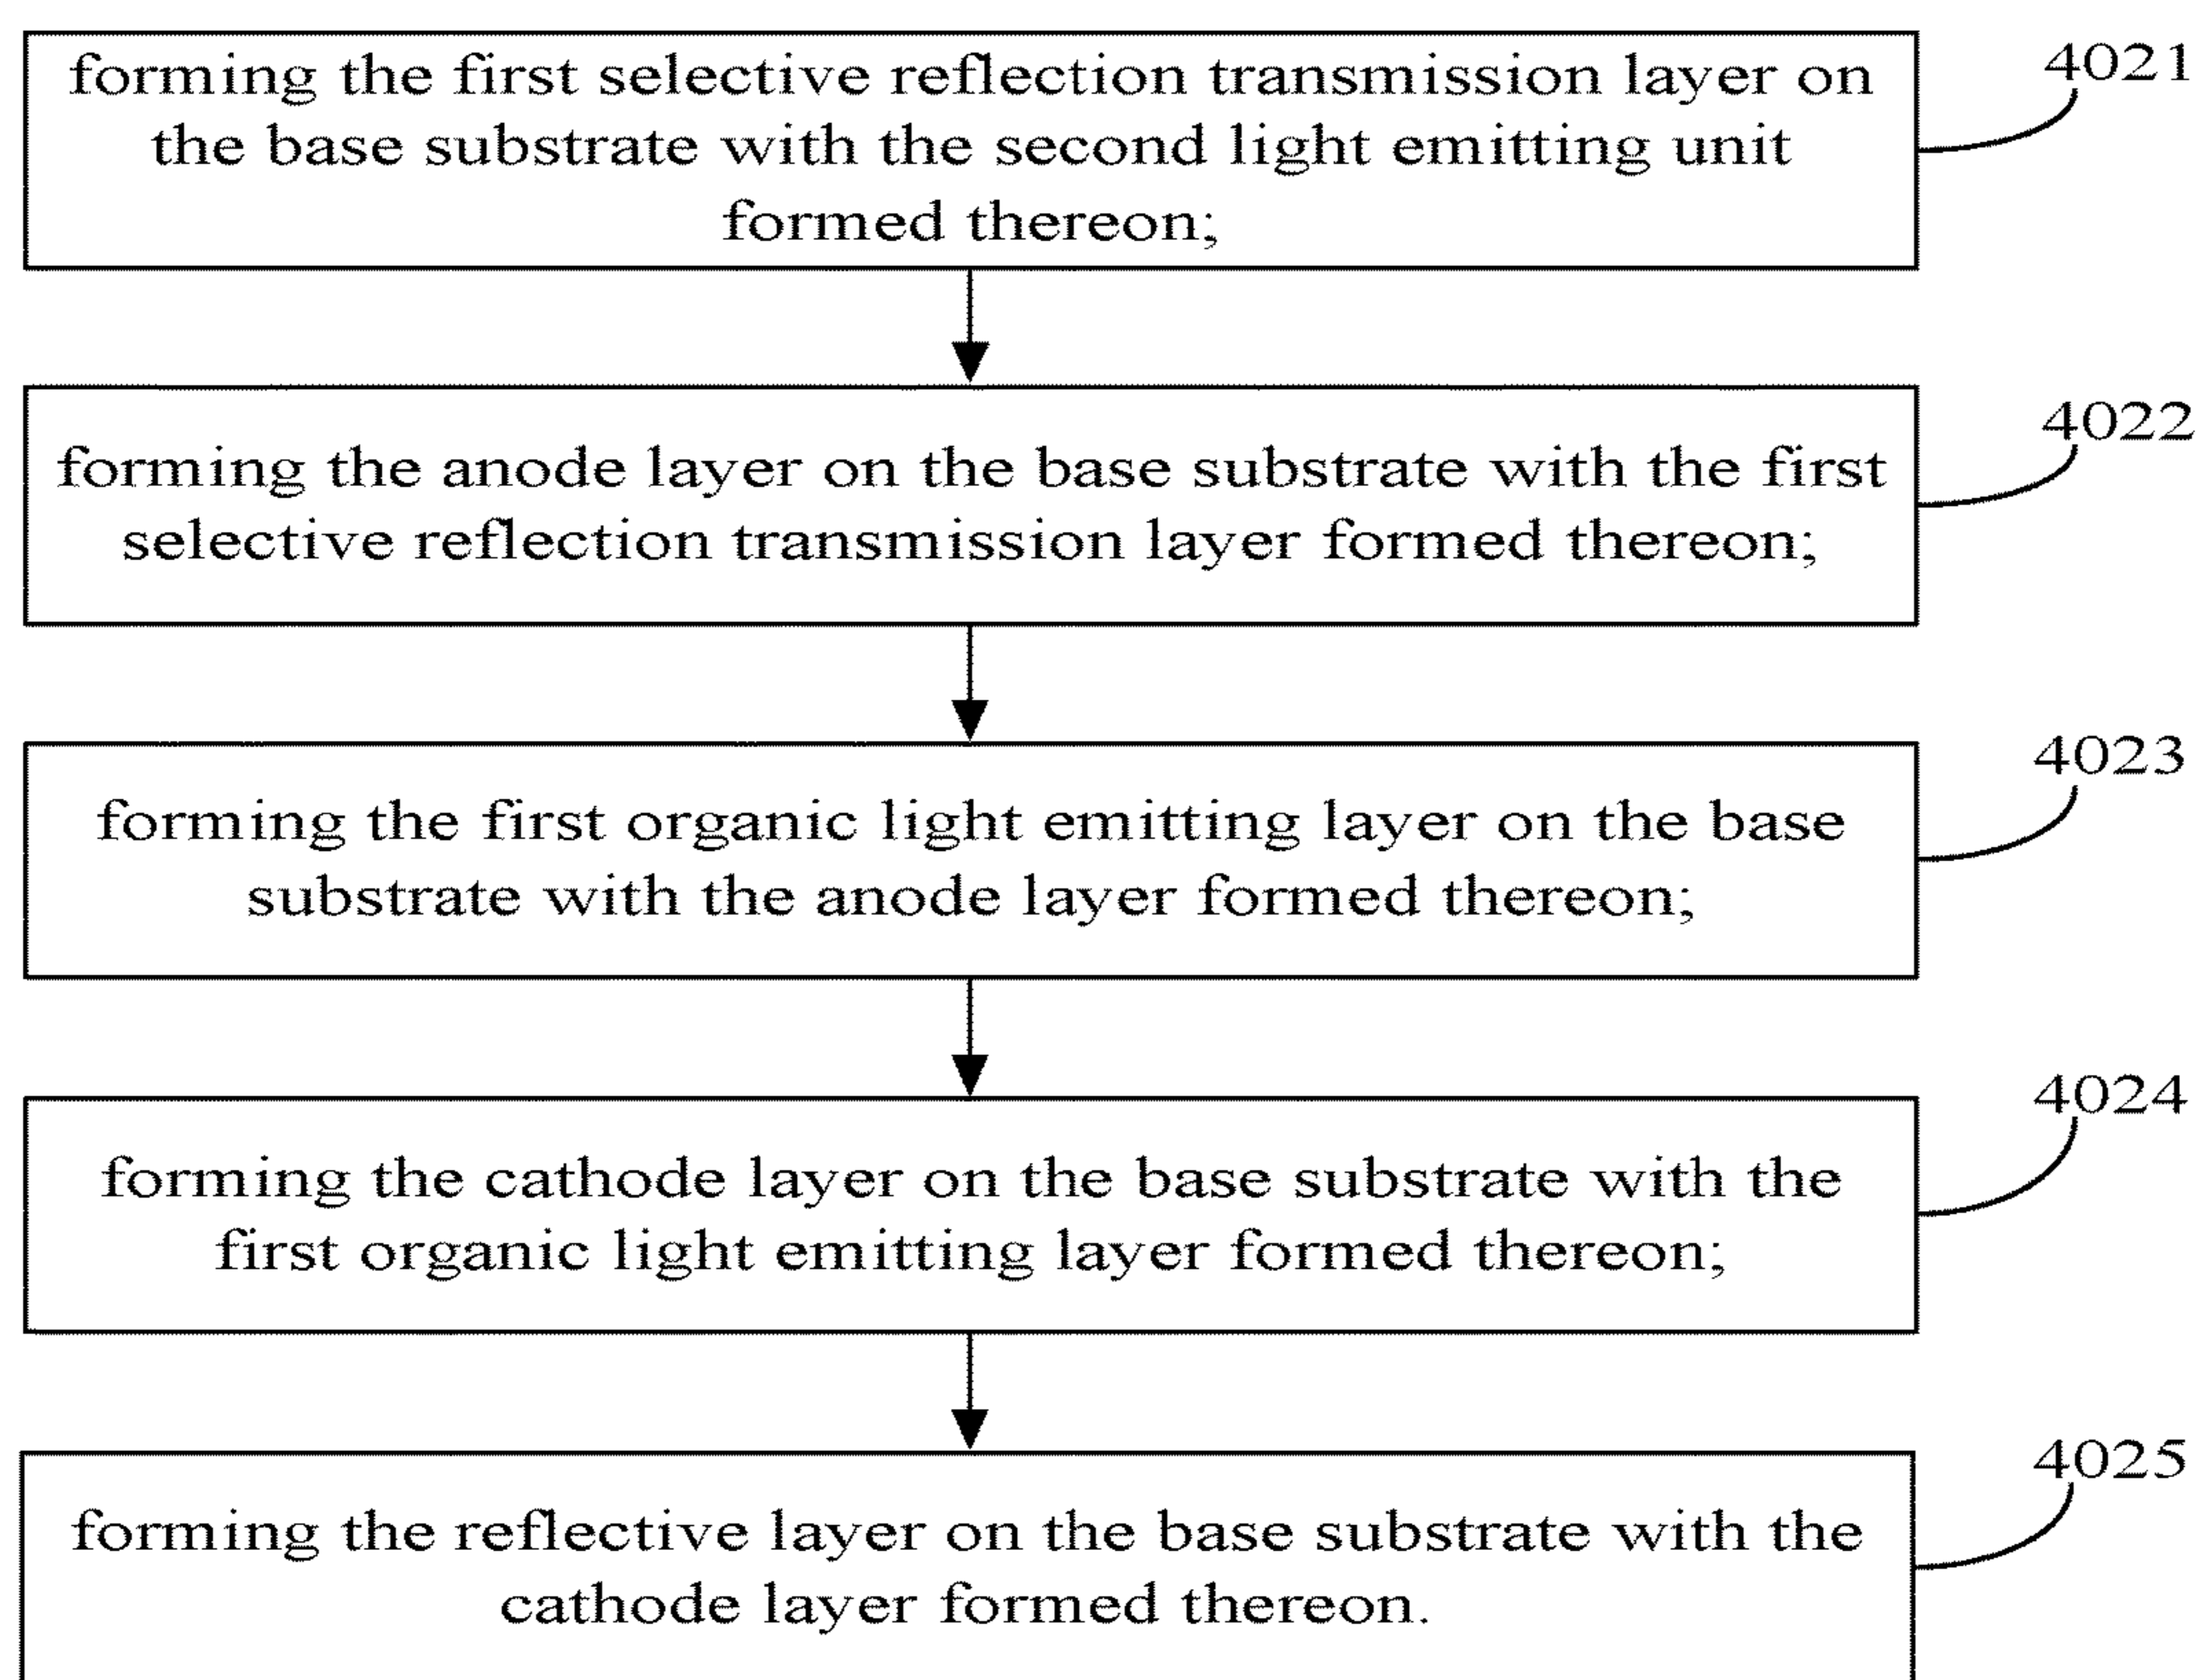 forming the first selective reflection transmission layer on
the base substrate with the second light emitting unit
formed thereon;
4021
forming the anode layer on the base substrate with the first
selective reflection transmission layer formed thereon;
4022
forming the first organic light emitting layer on the base
substrate with the anode layer formed thereon;
4023
forming the cathode layer on the base substrate with the
first organic light emitting layer formed thereon;
4024
forming the reflective layer on the base substrate with the
cathode layer formed thereon.
4025